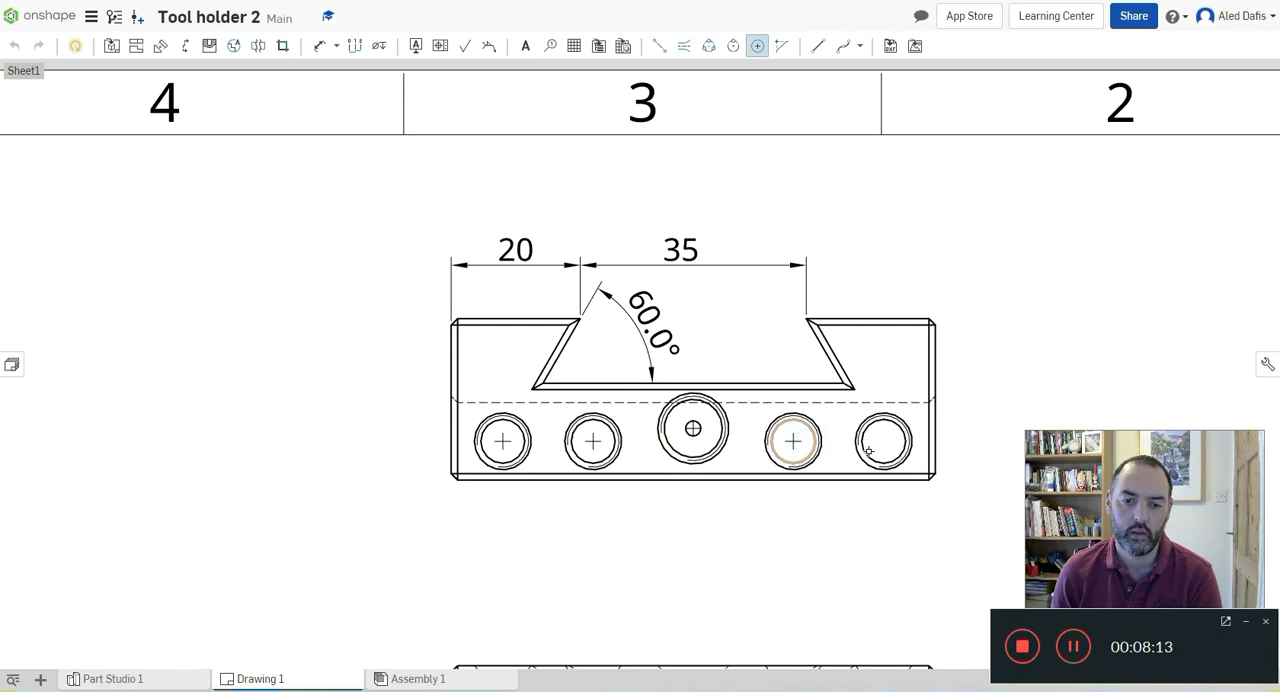 onshape Tool holder 2 Main App Store Learning Center Share Aled Dafis
A A
Sheet1
4 3 2
20 35
60.0°
00:08:13
Part Studio 1 Drawing 1 Assembly 1